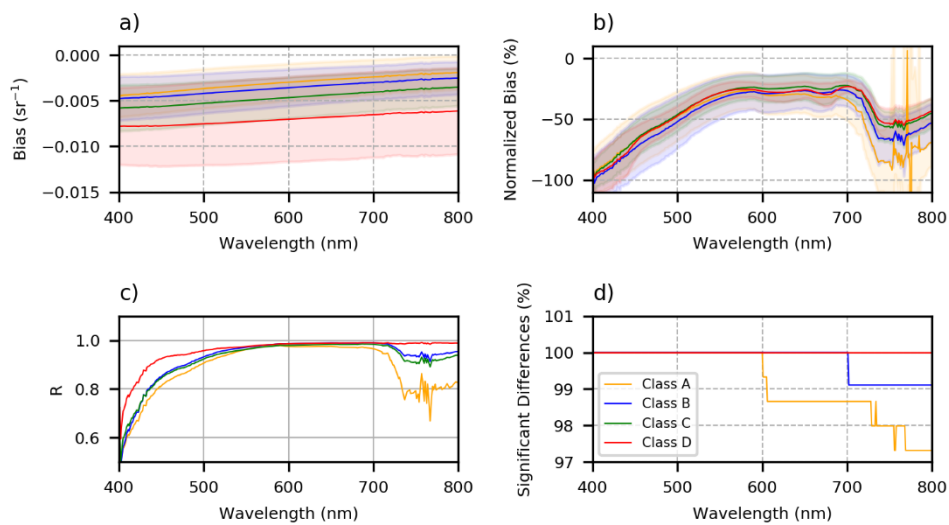 a)
0.000
−0.005
−0.010
−0.015
Bias (sr⁻¹)
400 500 600 700 800
Wavelength (nm)
b)
0
−50
−100
Normalized Bias (%)
400 500 600 700 800
Wavelength (nm)
c)
1.0
0.8
0.6
R
400 500 600 700 800
Wavelength (nm)
d)
101
100
99
98
97
Significant Differences (%)
Class A
Class B
Class C
Class D
400 500 600 700 800
Wavelength (nm)